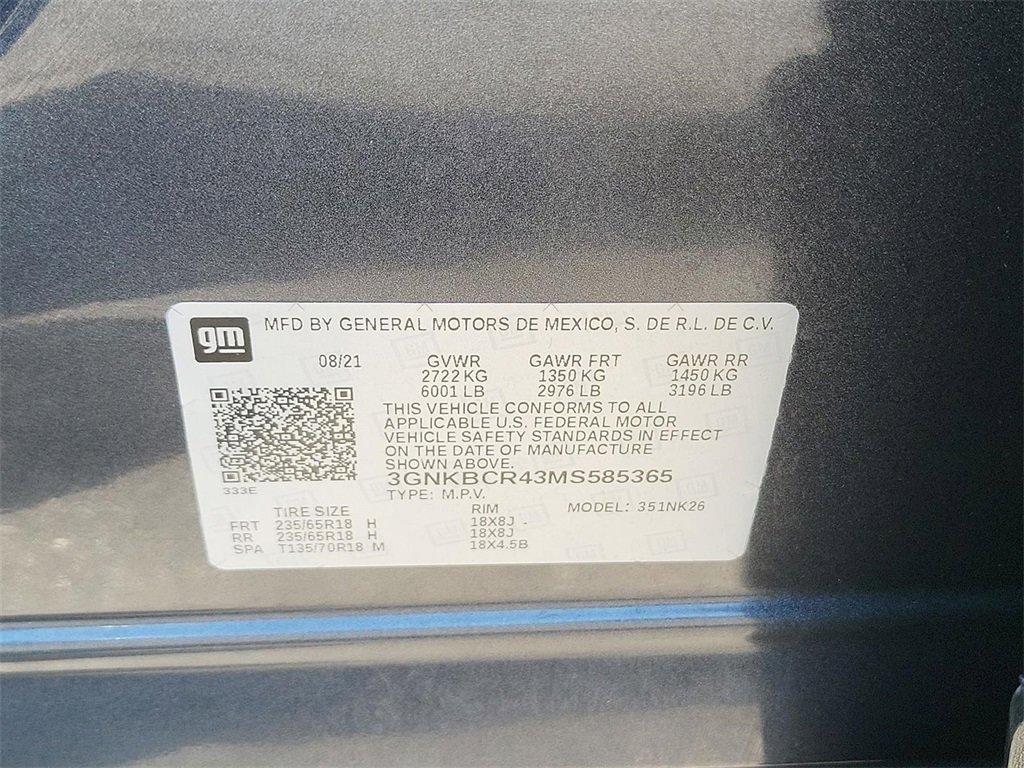 gm MFD BY GENERAL MOTORS DE MEXICO, S. DE R.L. DE C.V.
08/21 GVWR GAWR FRT GAWR RR
2722 KG 1350 KG 1450 KG
6001 LB 2976 LB 3196 LB
THIS VEHICLE CONFORMS TO ALL
APPLICABLE U.S. FEDERAL MOTOR
VEHICLE SAFETY STANDARDS IN EFFECT
ON THE DATE OF MANUFACTURE
SHOWN ABOVE.
3GNKBCR43MS585365
333E TYPE: M.P.V.
TIRE SIZE RIM MODEL: 351NK26
FRT 235/65R18 H 18X8J
RR 235/65R18 H 18X8J
SPA T135/70R18 M 18X4.5B